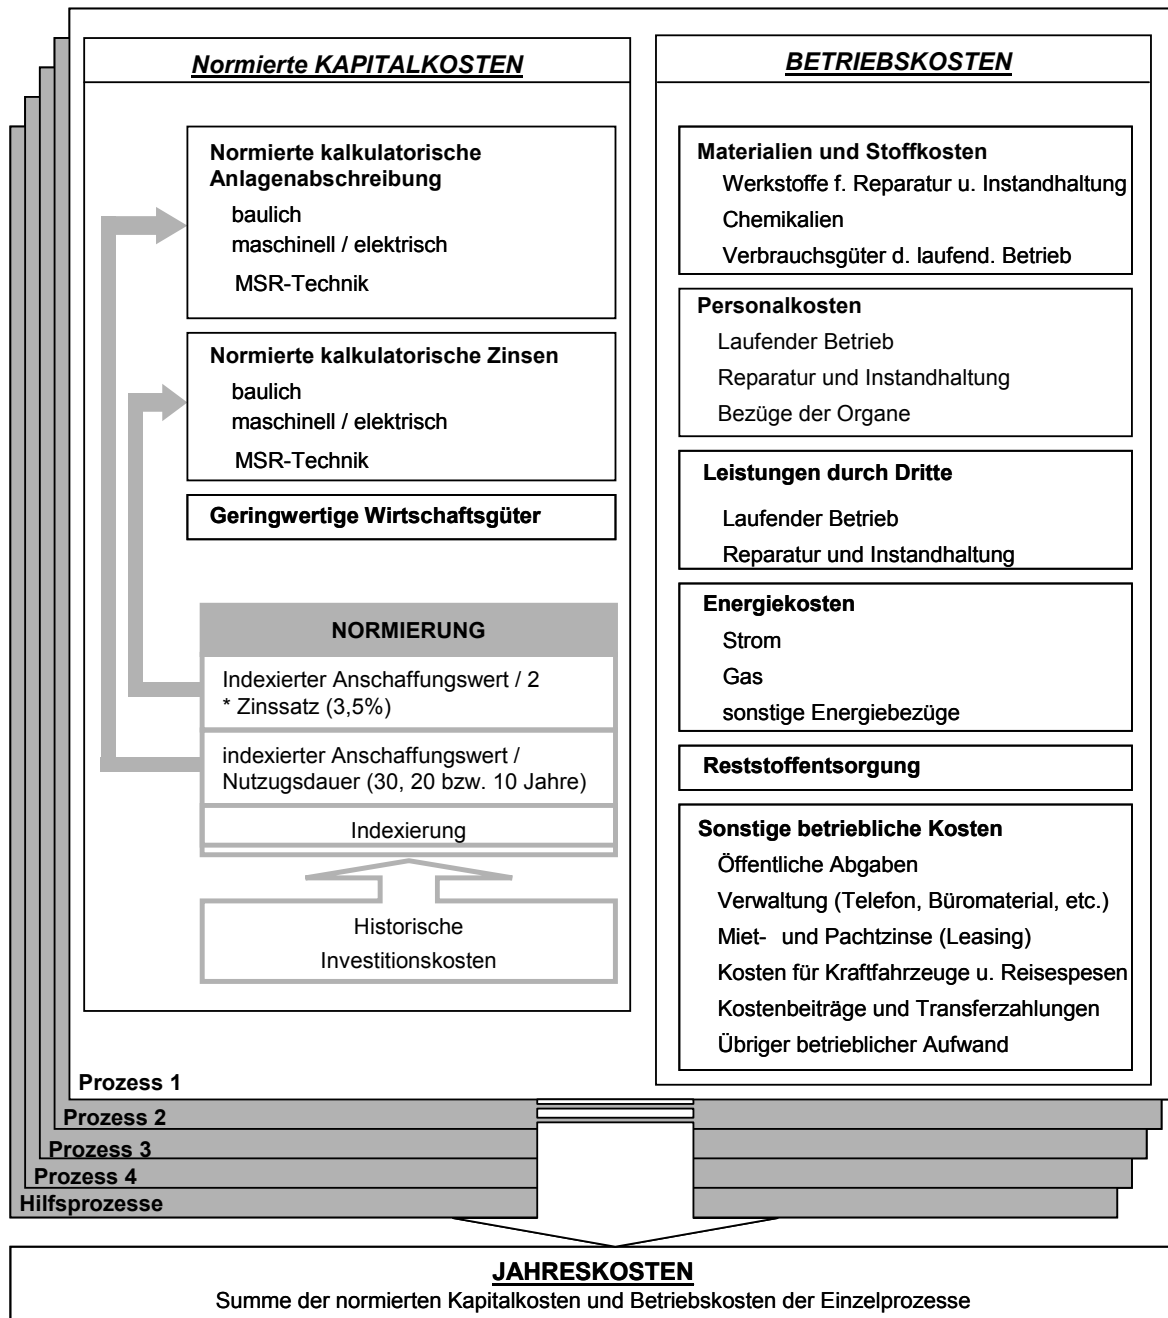 Normierte KAPITALKOSTEN
Normierte kalkulatorische
Anlagenabschreibung
baulich
maschinell / elektrisch
MSR-Technik
Normierte kalkulatorische Zinsen
baulich
maschinell / elektrisch
MSR-Technik
Geringwertige Wirtschaftsgüter
NORMIERUNG
Indexierter Anschaffungswert / 2
* Zinssatz (3,5%)
indexierter Anschaffungswert /
Nutzugsdauer (30, 20 bzw. 10 Jahre)
Indexierung
Historische
Investitionskosten
BETRIEBSKOSTEN
Materialien und Stoffkosten
Werkstoffe f. Reparatur u. Instandhaltung
Chemikalien
Verbrauchsgüter d. laufend. Betrieb
Personalkosten
Laufender Betrieb
Reparatur und Instandhaltung
Bezüge der Organe
Leistungen durch Dritte
Laufender Betrieb
Reparatur und Instandhaltung
Energiekosten
Strom
Gas
sonstige Energiebezüge
Reststoffentsorgung
Sonstige betriebliche Kosten
Öffentliche Abgaben
Verwaltung (Telefon, Büromaterial, etc.)
Miet- und Pachtzinse (Leasing)
Kosten für Kraftfahrzeuge u. Reisespesen
Kostenbeiträge und Transferzahlungen
Übriger betrieblicher Aufwand
Prozess 1
Prozess 2
Prozess 3
Prozess 4
Hilfsprozesse
JAHRESKOSTEN
Summe der normierten Kapitalkosten und Betriebskosten der Einzelprozesse